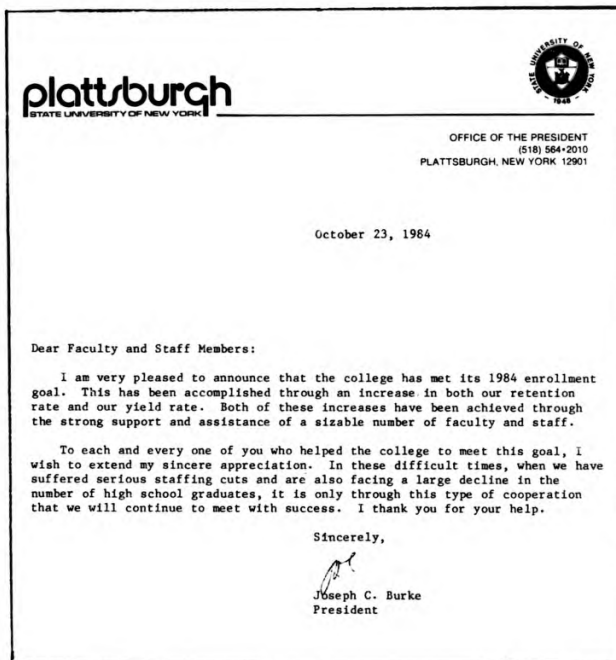 plattsburgh
STATE UNIVERSITY OF NEW YORK
STATE UNIVERSITY OF NEW YORK
- 1948 -
OFFICE OF THE PRESIDENT
(518) 564•2010
PLATTSBURGH, NEW YORK 12901
October 23, 1984
Dear Faculty and Staff Members:
I am very pleased to announce that the college has met its 1984 enrollment
goal. This has been accomplished through an increase in both our retention
rate and our yield rate. Both of these increases have been achieved through
the strong support and assistance of a sizable number of faculty and staff.
To each and every one of you who helped the college to meet this goal, I
wish to extend my sincere appreciation. In these difficult times, when we have
suffered serious staffing cuts and are also facing a large decline in the
number of high school graduates, it is only through this type of cooperation
that we will continue to meet with success. I thank you for your help.
Sincerely,
Joe
Joseph C. Burke
President